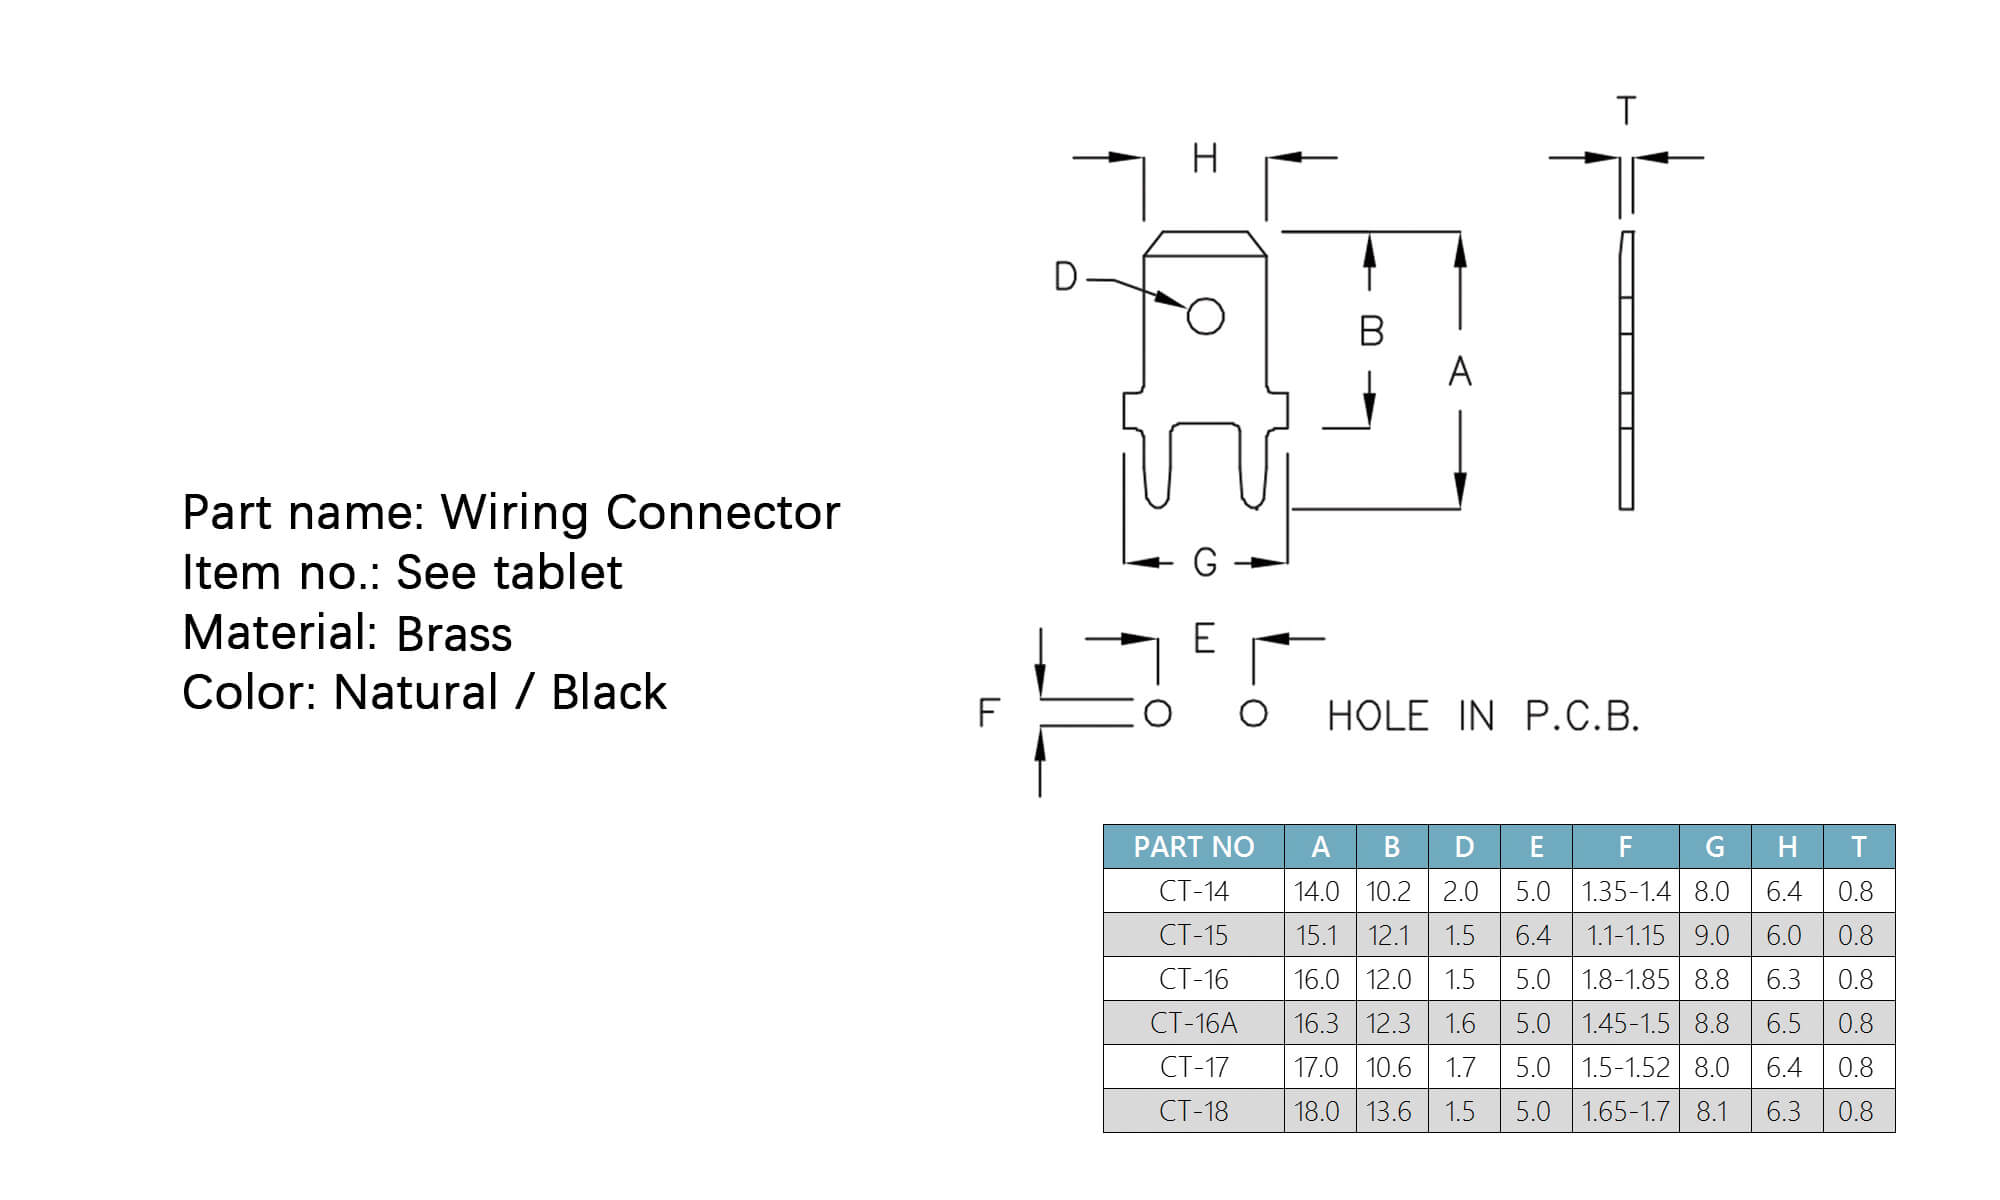 T
H
D
B
A
G
E
F
HOLE IN P.C.B.
Part name: Wiring Connector
Item no.: See tablet
Material: Brass
Color: Natural / Black
PART NO A B D E F G H T
CT-14 14.0 10.2 2.0 5.0 1.35-1.4 8.0 6.4 0.8
CT-15 15.1 12.1 1.5 6.4 1.1-1.15 9.0 6.0 0.8
CT-16 16.0 12.0 1.5 5.0 1.8-1.85 8.8 6.3 0.8
CT-16A 16.3 12.3 1.6 5.0 1.45-1.5 8.8 6.5 0.8
CT-17 17.0 10.6 1.7 5.0 1.5-1.52 8.0 6.4 0.8
CT-18 18.0 13.6 1.5 5.0 1.65-1.7 8.1 6.3 0.8